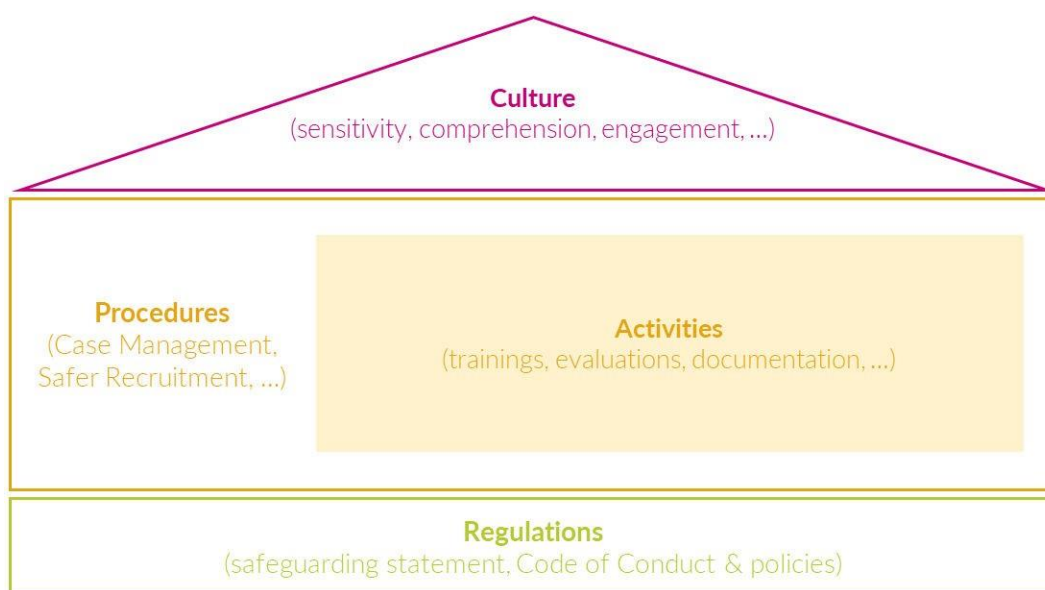 Culture
(sensitivity, comprehension, engagement, ...)
Procedures
(Case Management,
Safer Recruitment, ...)
Activities
(trainings, evaluations, documentation, ...)
Regulations
(safeguarding statement, Code of Conduct & policies)